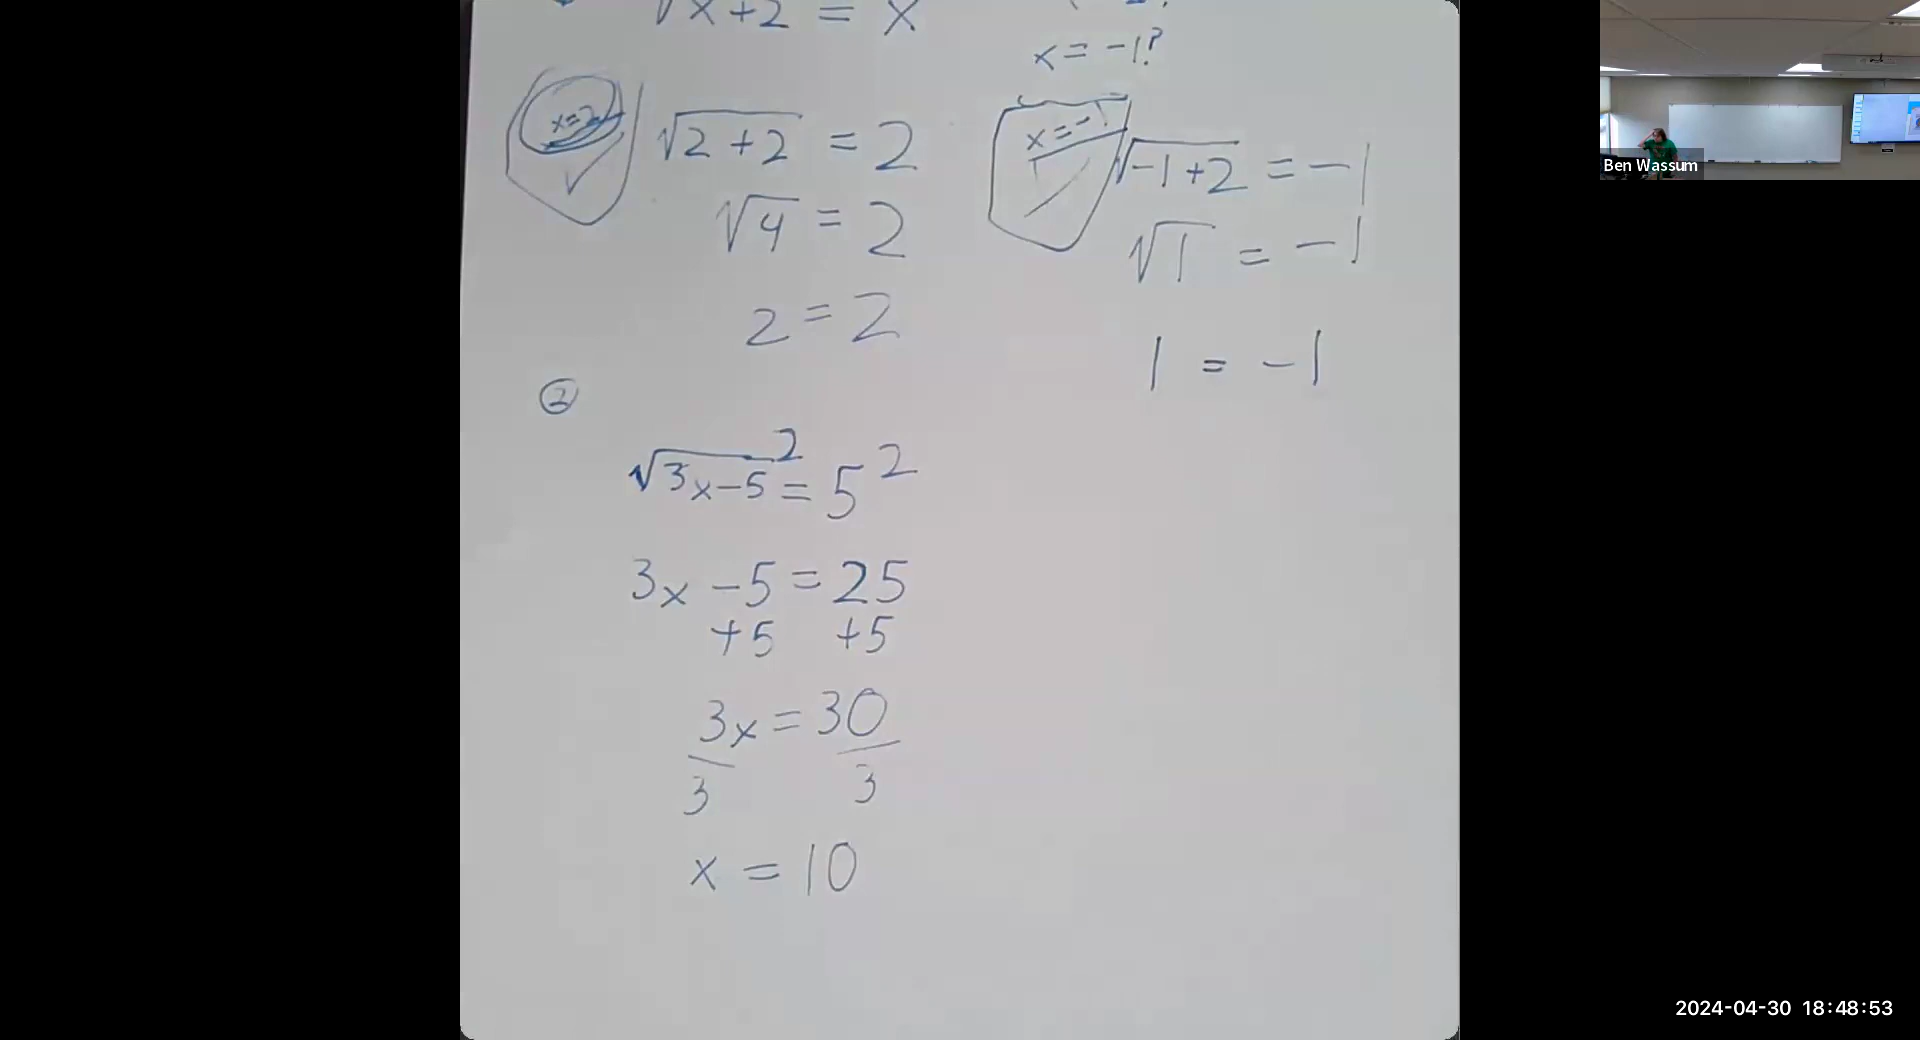 √x+2 = x
x = -1?
x=2
√2+2 = 2
√4 = 2
2 = 2
x=-1
√-1+2 = -1
√1 = -1
1 = -1
②
√3x-5² = 5²
3x -5 = 25
+5 +5
3x = 30
3 3
x = 10
Ben Wassum
2024-04-30 18:48:53